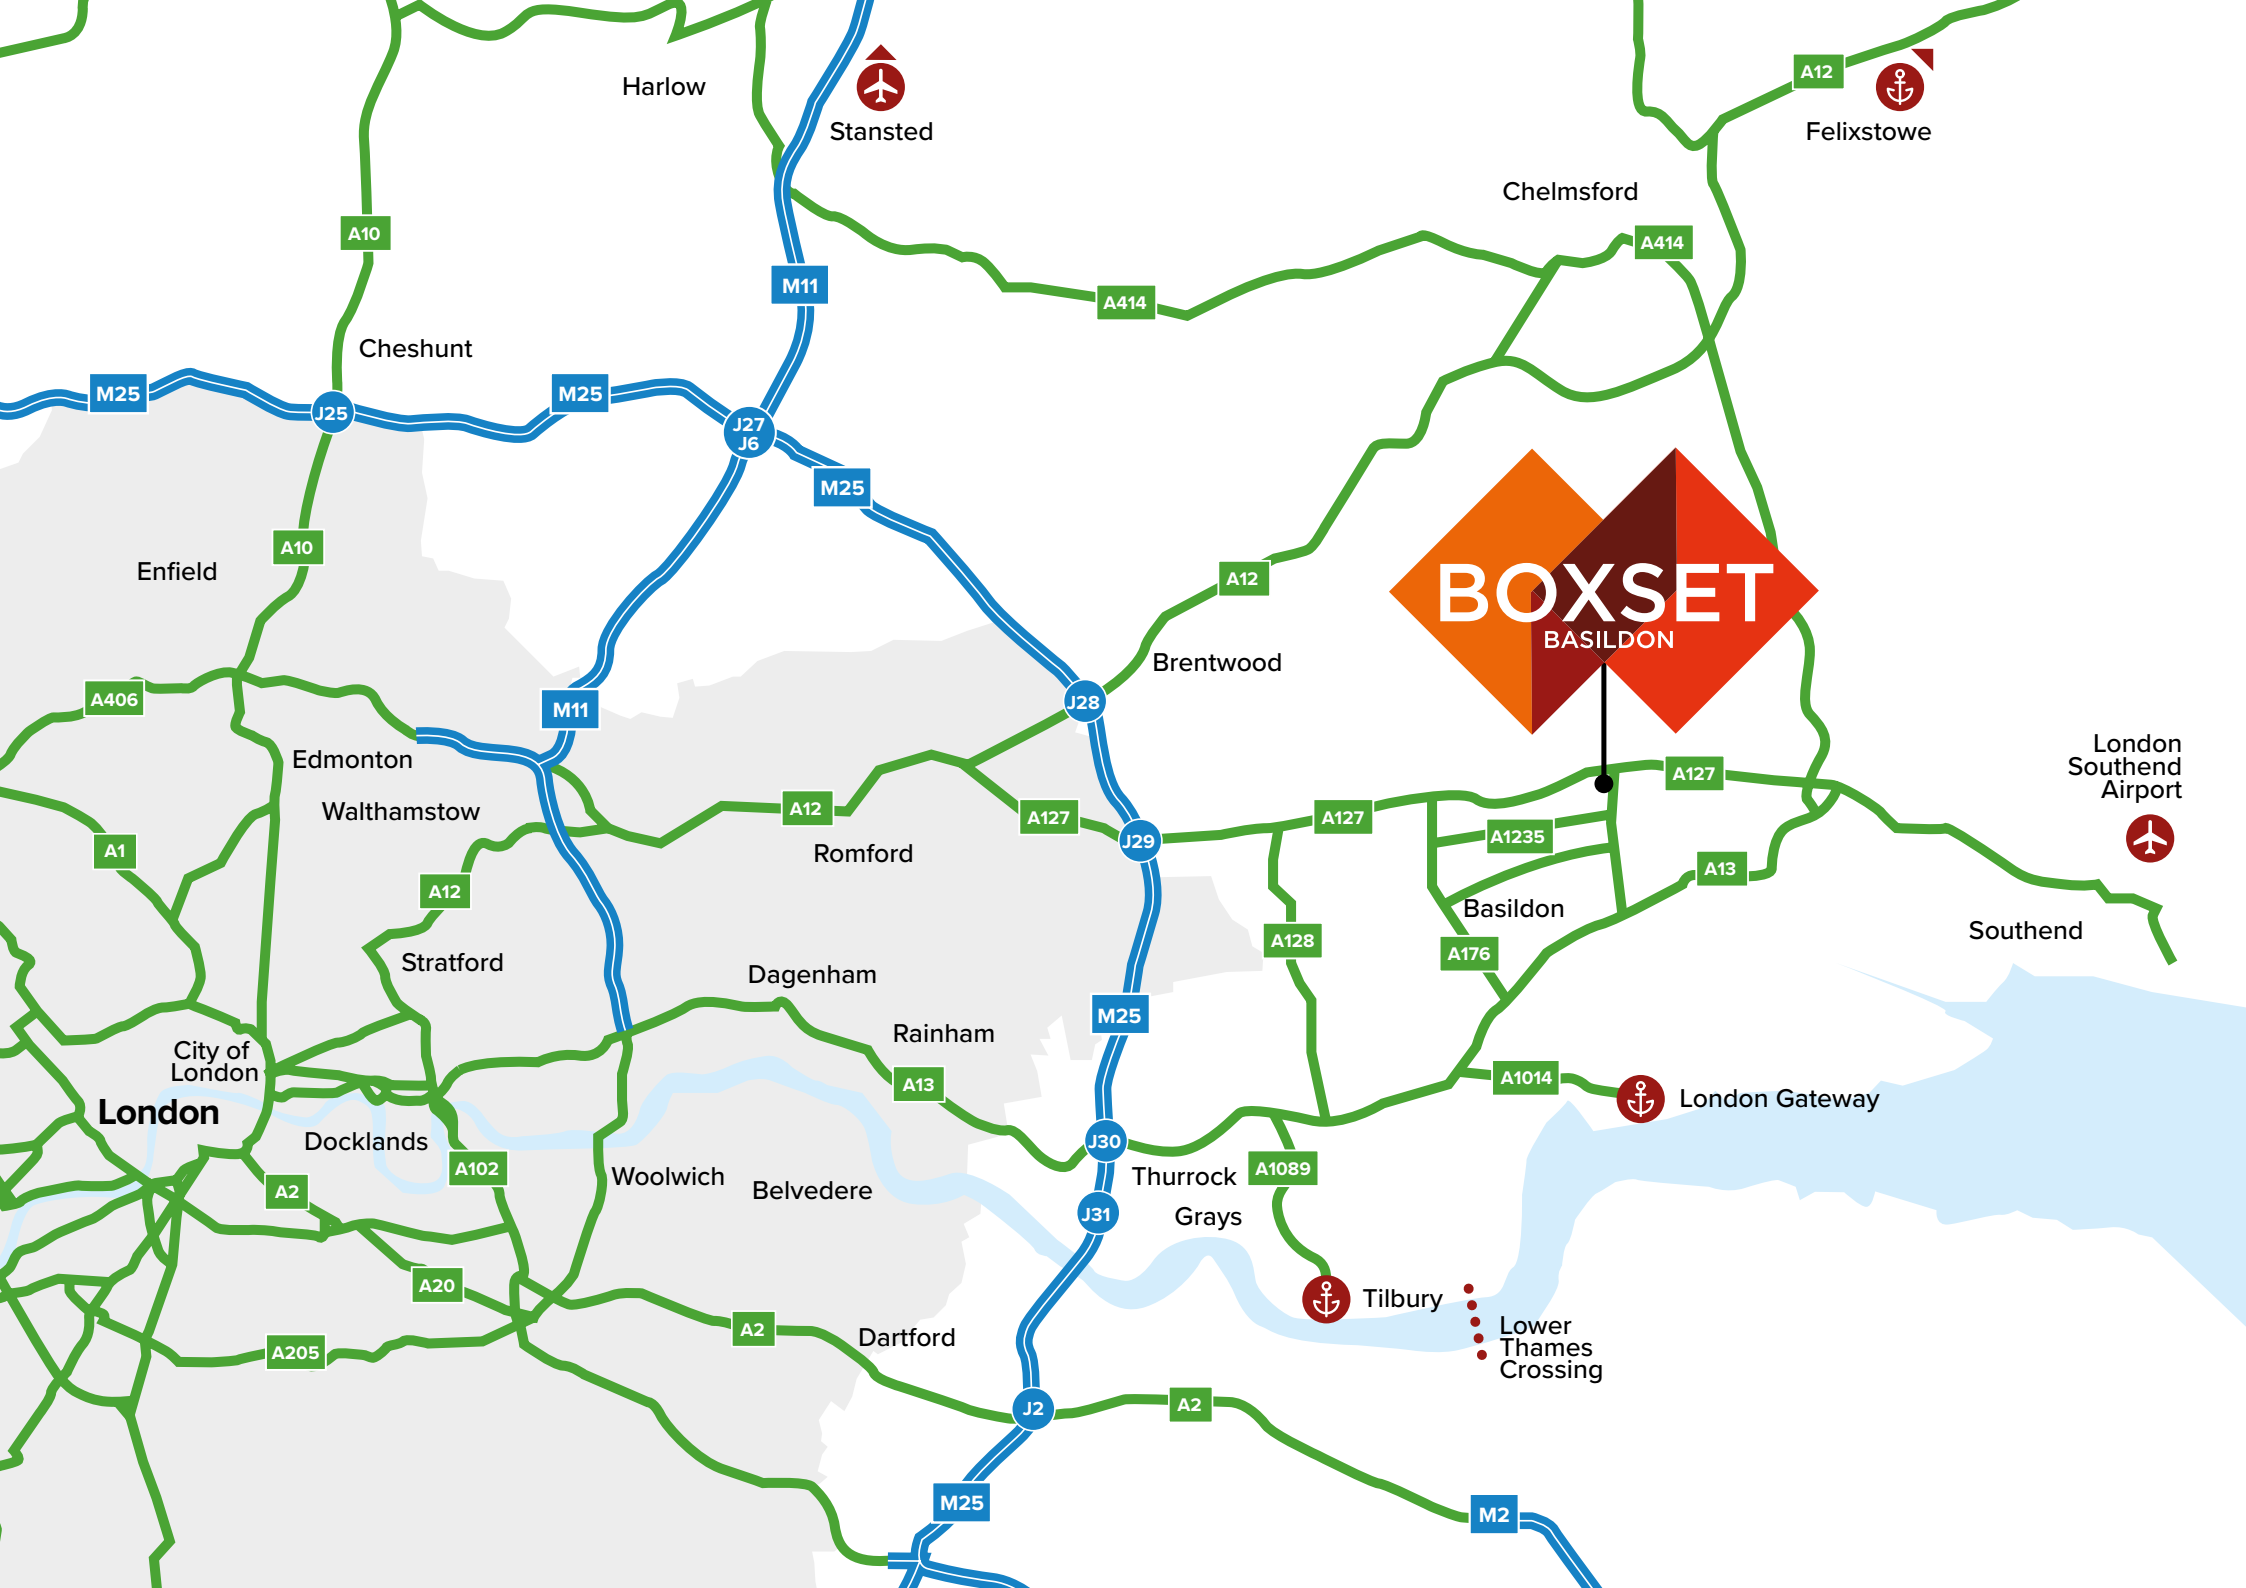 A12
Harlow
Stansted
Felixstowe
Chelmsford
A10
A414
M11
A414
Cheshunt
M25
M25
J25
J27
J6
M25
A10
Enfield
A12
BOXSET
BASILDON
Brentwood
A406
M11
J28
Edmonton
London
Southend
Airport
A127
Walthamstow
A12
A127
A127
A1235
J29
A1
Romford
A13
A12
Basildon
A128
Southend
A176
Stratford
Dagenham
M25
Rainham
City of
London
A13
A1014
London Gateway
London
Docklands
J30
A102
Woolwich
Thurrock
A1089
A2
Belvedere
J31
Grays
A20
Tilbury
A2
Dartford
Lower
Thames
Crossing
A205
J2
A2
M25
M2